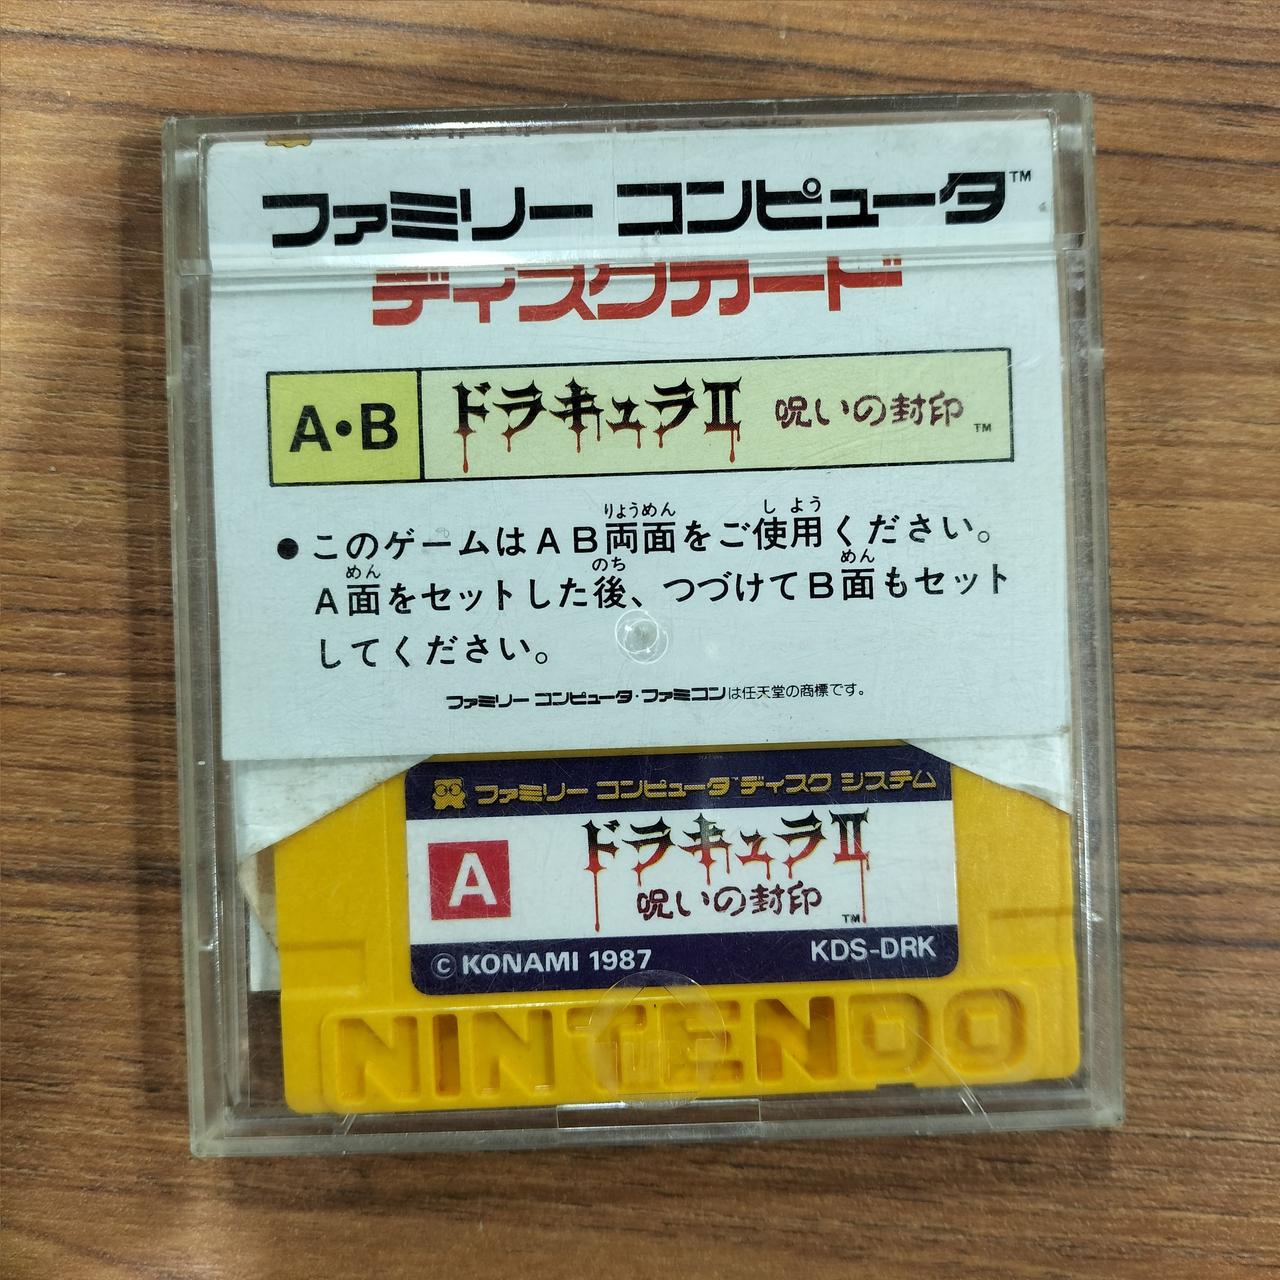 ファミリー コンピュータ™
ディスクカード
A・B ドラキュラⅡ 呪いの封印™
りょうめん しよう
●このゲームはAB両面をご使用ください。
めん のち めん
A面をセットした後、つづけてB面もセット
してください。
ファミリー コンピュータ・ファミコンは任天堂の商標です。
ファミリー コンピュータ™ ディスク システム
A ドラキュラⅡ
呪いの封印™
©KONAMI 1987 KDS-DRK
NINTENDO